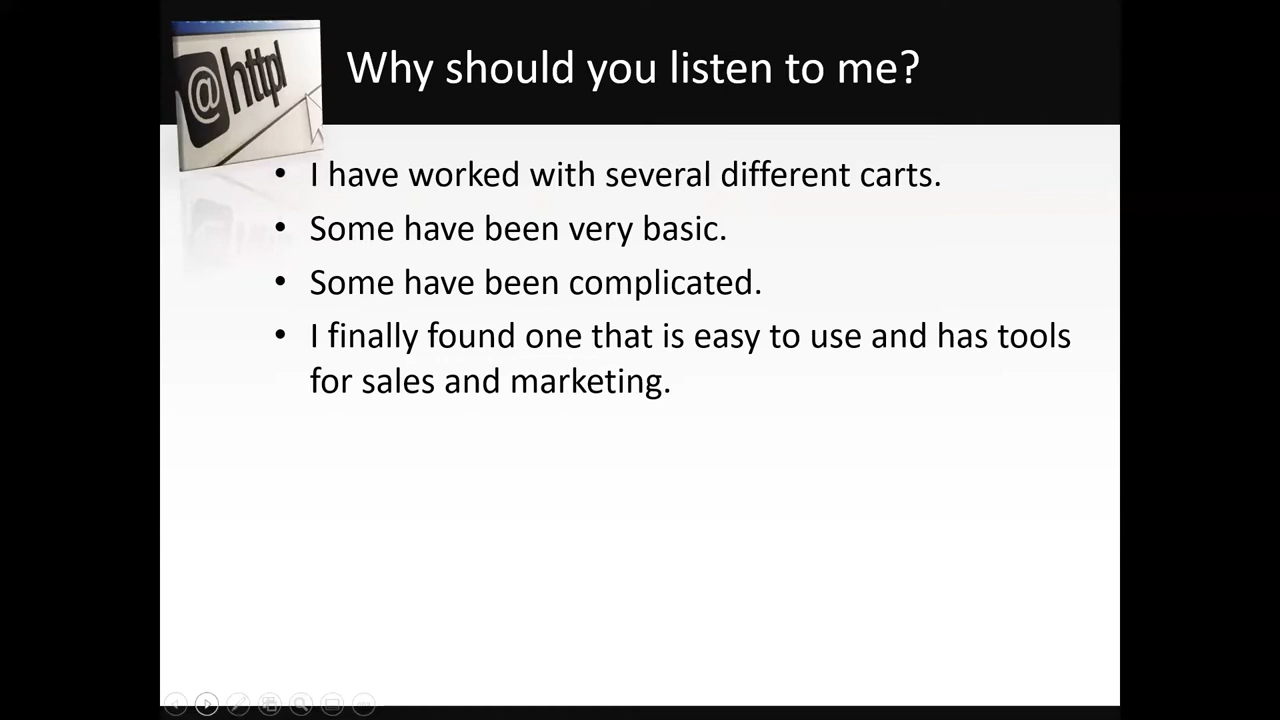 @http
Why should you listen to me?
• I have worked with several different carts.
• Some have been very basic.
• Some have been complicated.
• I finally found one that is easy to use and has tools
for sales and marketing.